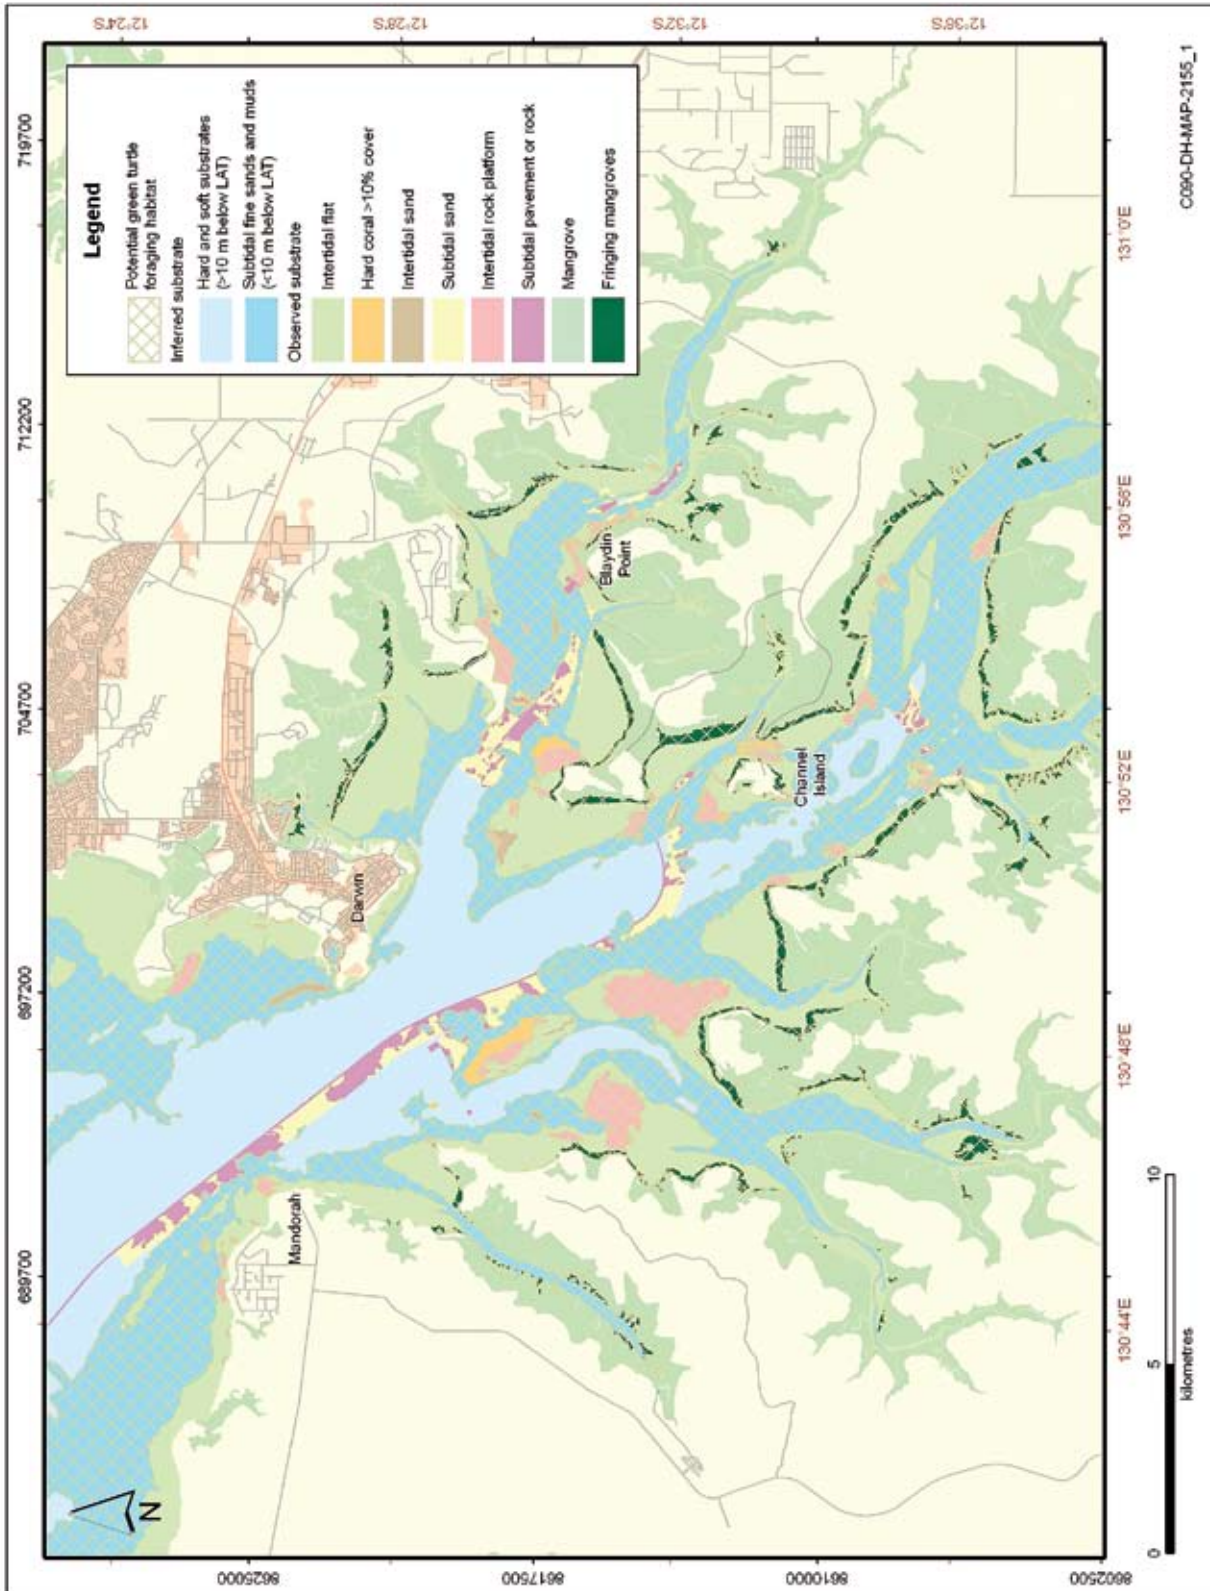 689700
697200
704700
712200
719700
12°24'S
12°28'S
12°32'S
12°36'S
8625000
8617500
8610000
8602500
130°44'E
130°48'E
130°52'E
130°56'E
131°0'E
N
Darwin
Mandorah
Channel
Island
Blaydin
Point
Legend
Potential green turtle
foraging habitat
Inferred substrate
Hard and soft substrates
(>10 m below LAT)
Subtidal fine sands and muds
(<10 m below LAT)
Observed substrate
Intertidal flat
Hard coral >10% cover
Intertidal sand
Subtidal sand
Intertidal rock platform
Subtidal pavement or rock
Mangrove
Fringing mangroves
0
5
10
kilometres
C090-DH-MAP-2155_1